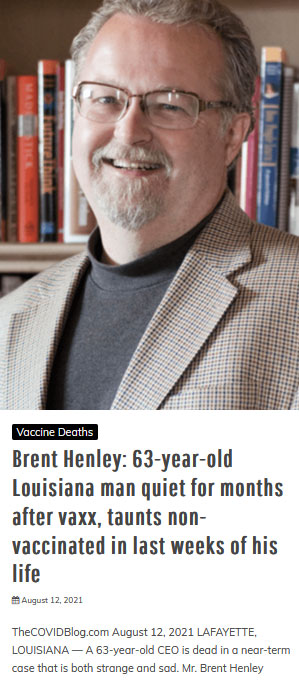 Vaccine Deaths
Brent Henley: 63-year-old
Louisiana man quiet for months
after vaxx, taunts non-
vaccinated in last weeks of his
life
August 12, 2021
TheCOVIDBlog.com August 12, 2021 LAFAYETTE,
LOUISIANA — A 63-year-old CEO is dead in a near-term
case that is both strange and sad. Mr. Brent Henley